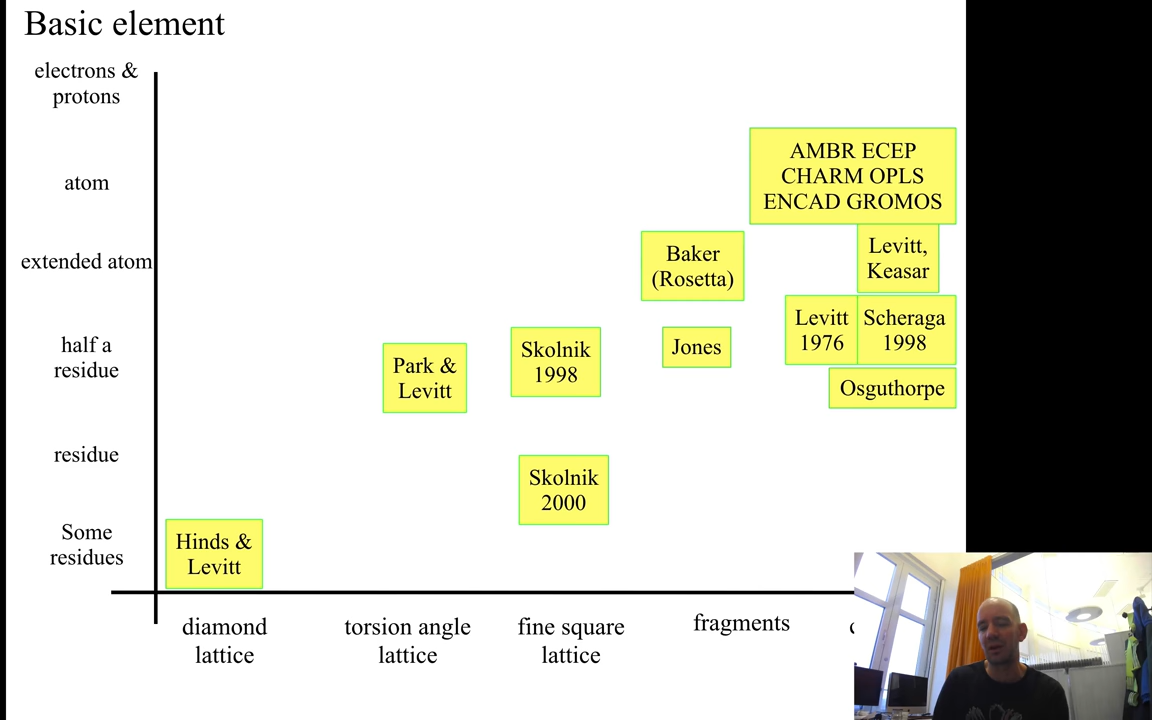 Basic element
electrons &
protons
atom
extended atom
half a
residue
residue
Some
residues
AMBR ECEP
CHARM OPLS
ENCAD GROMOS
Baker
(Rosetta)
Levitt,
Keasar
Levitt
1976
Scheraga
1998
Jones
Skolnik
1998
Park &
Levitt
Osguthorpe
Skolnik
2000
Hinds &
Levitt
diamond
lattice
torsion angle
lattice
fine square
lattice
fragments